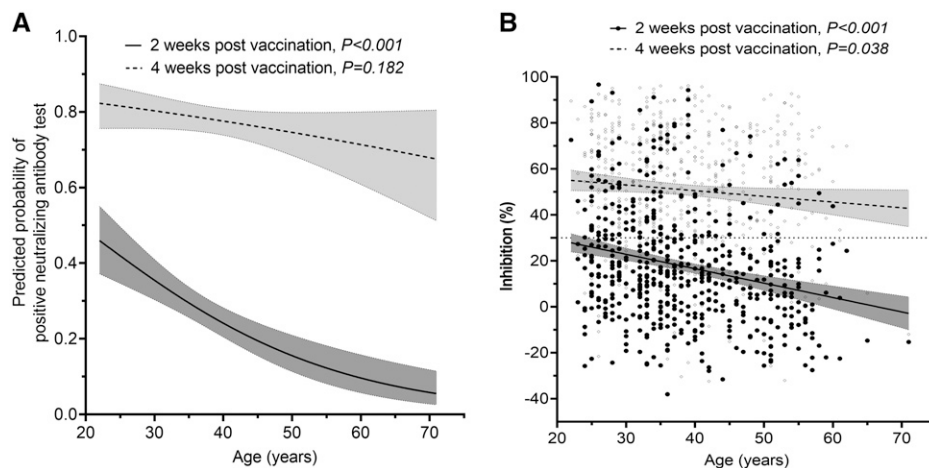 A
2 weeks post vaccination, P<0.001
4 weeks post vaccination, P=0.182
Predicted probability of
positive neutralizing antibody test
1.0
0.8
0.6
0.4
0.2
0.0
20 30 40 50 60 70
Age (years)
B
2 weeks post vaccination, P<0.001
4 weeks post vaccination, P=0.038
Inhibition (%)
100
80
60
40
20
0
-20
-40
20 30 40 50 60 70
Age (years)